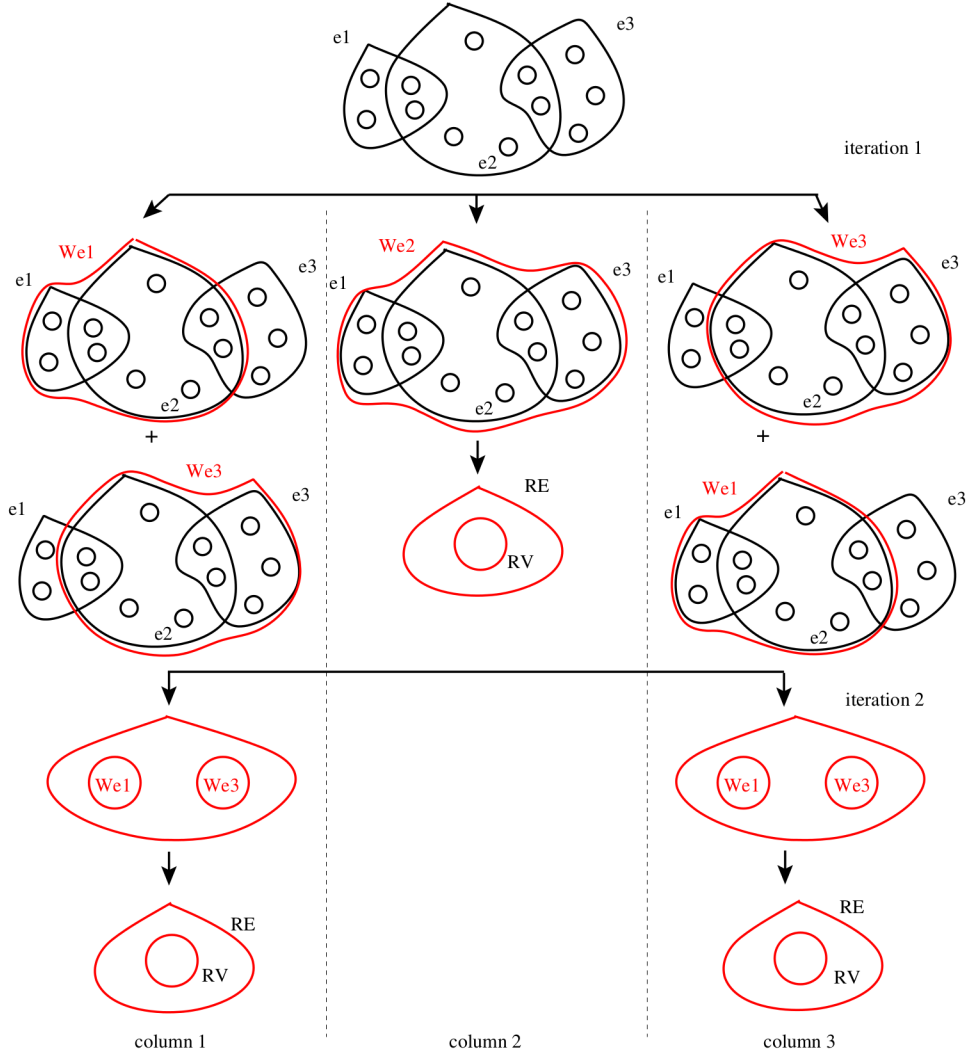 e1
e3
e2
iteration 1
We1
We2
We3
e1
e3
e1
e3
e1
e3
e2
e2
e2
+
+
We3
RE
We1
e1
e3
e1
e3
RV
e2
e2
iteration 2
We1
We3
We1
We3
RE
RE
RV
RV
column 1
column 2
column 3